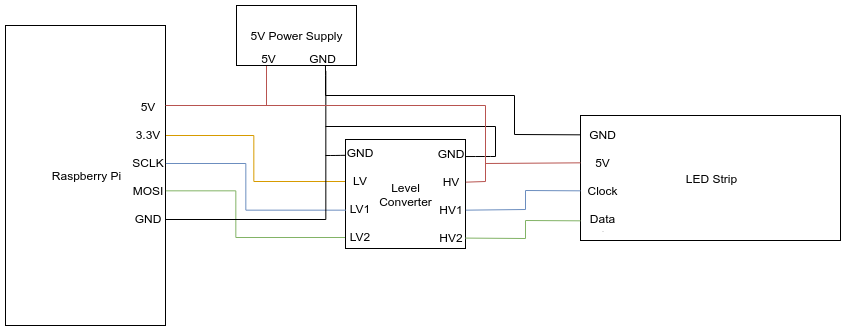 5V Power Supply
5V GND
Raspberry Pi
5V
3.3V
SCLK
MOSI
GND
GND
LV
LV1
LV2
Level
Converter
GND
HV
HV1
HV2
GND
5V
Clock
Data
LED Strip